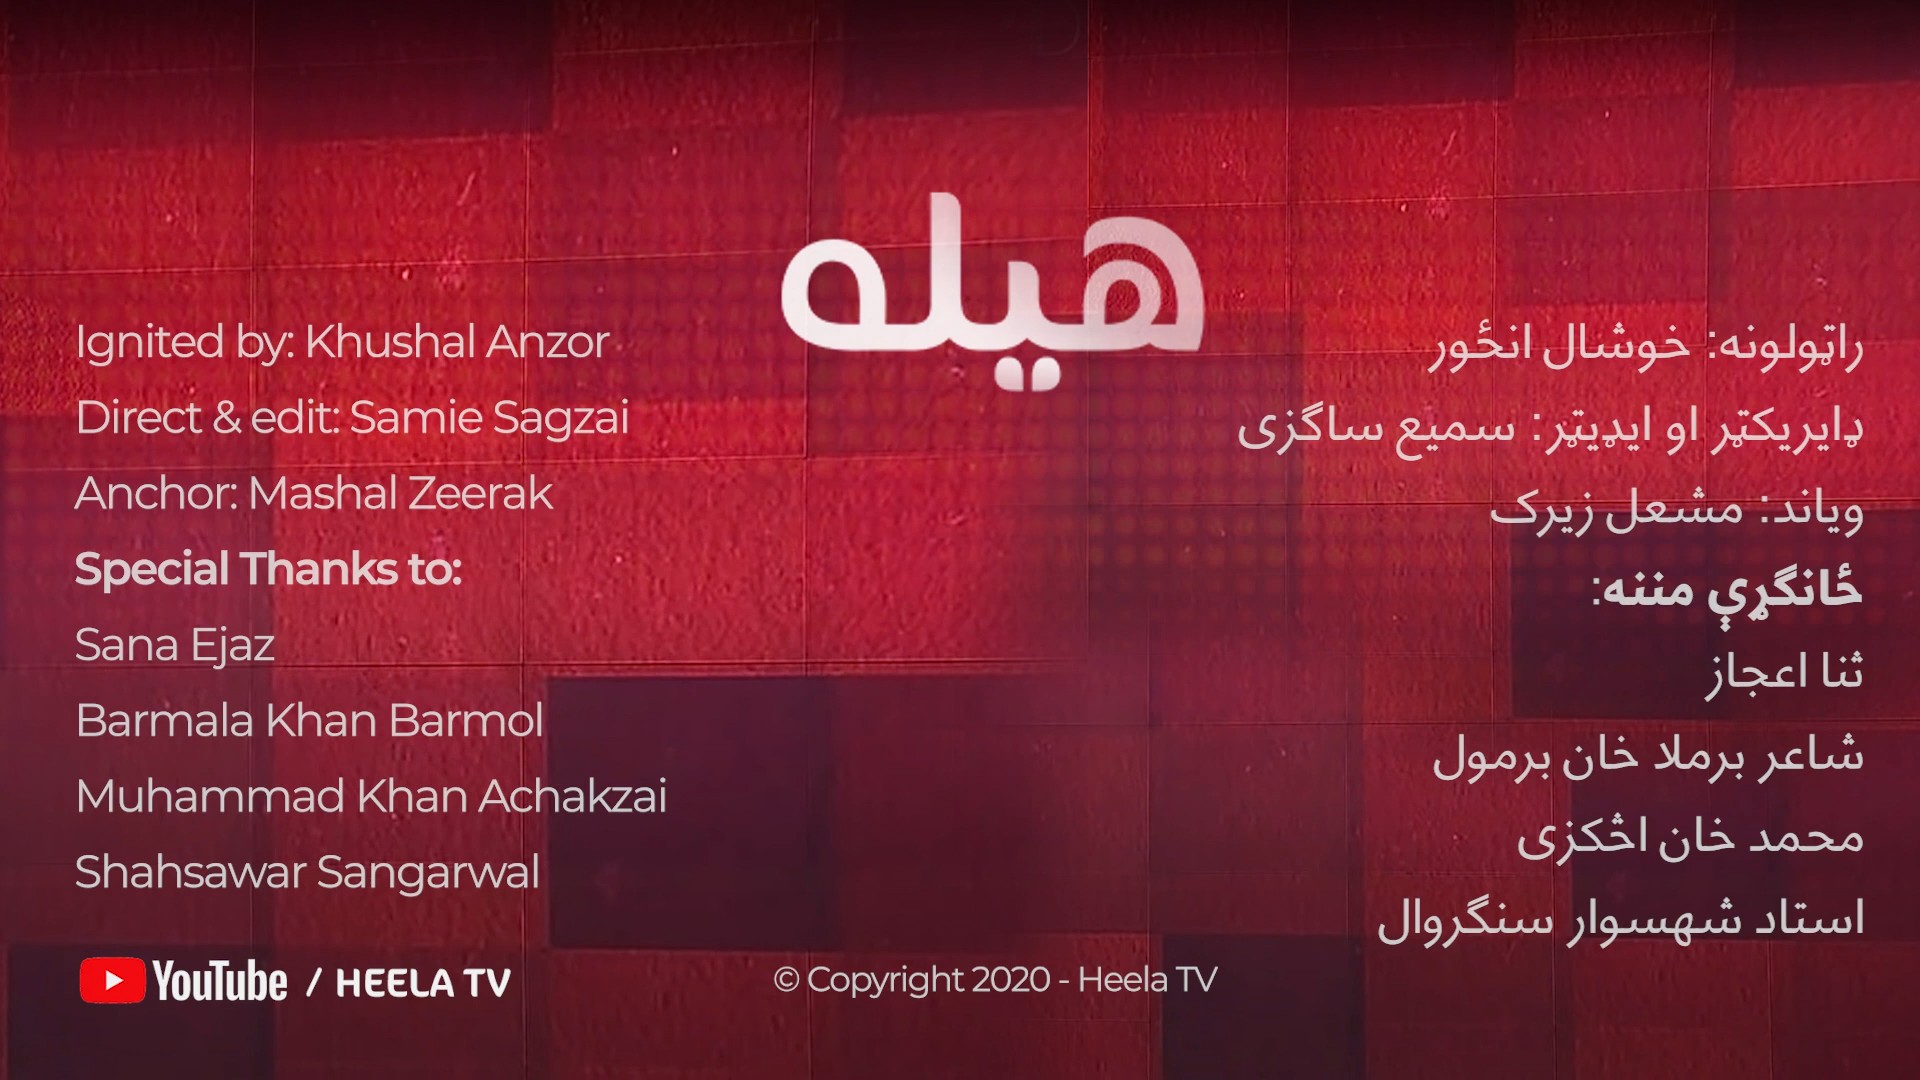 هيله
Ignited by: Khushal Anzor
Direct & edit: Samie Sagzai
Anchor: Mashal Zeerak
Special Thanks to:
Sana Ejaz
Barmala Khan Barmol
Muhammad Khan Achakzai
Shahsawar Sangarwal
راټولونه: خوشال انځور
ډایریکټر او ایډیټر: سمیع ساگزی
ویاند: مشعل زیرک
ځانگړې مننه:
ثنا اعجاز
شاعر برملا خان برمول
محمد خان اڅکزی
استاد شهسوار سنگروال
YouTube / HEELA TV
© Copyright 2020 - Heela TV